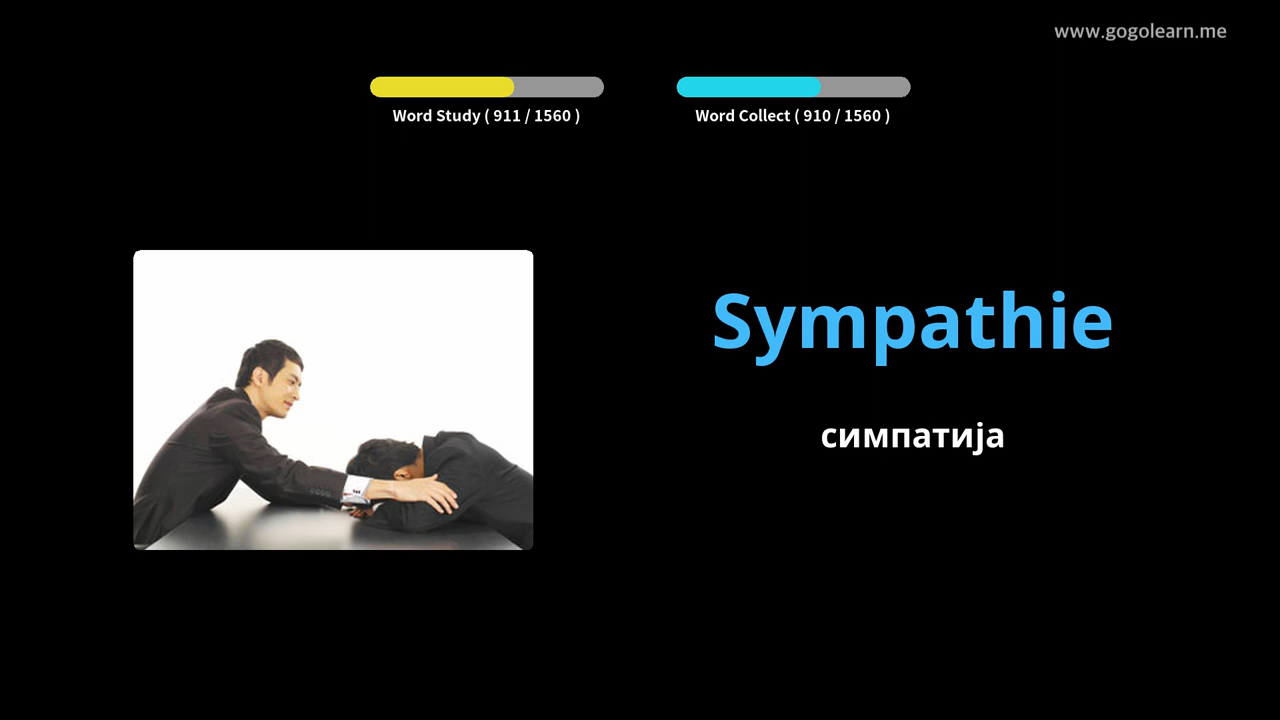 www.gogolearn.me
Word Study ( 911 / 1560 )
Word Collect ( 910 / 1560 )
Sympathie
симпатија